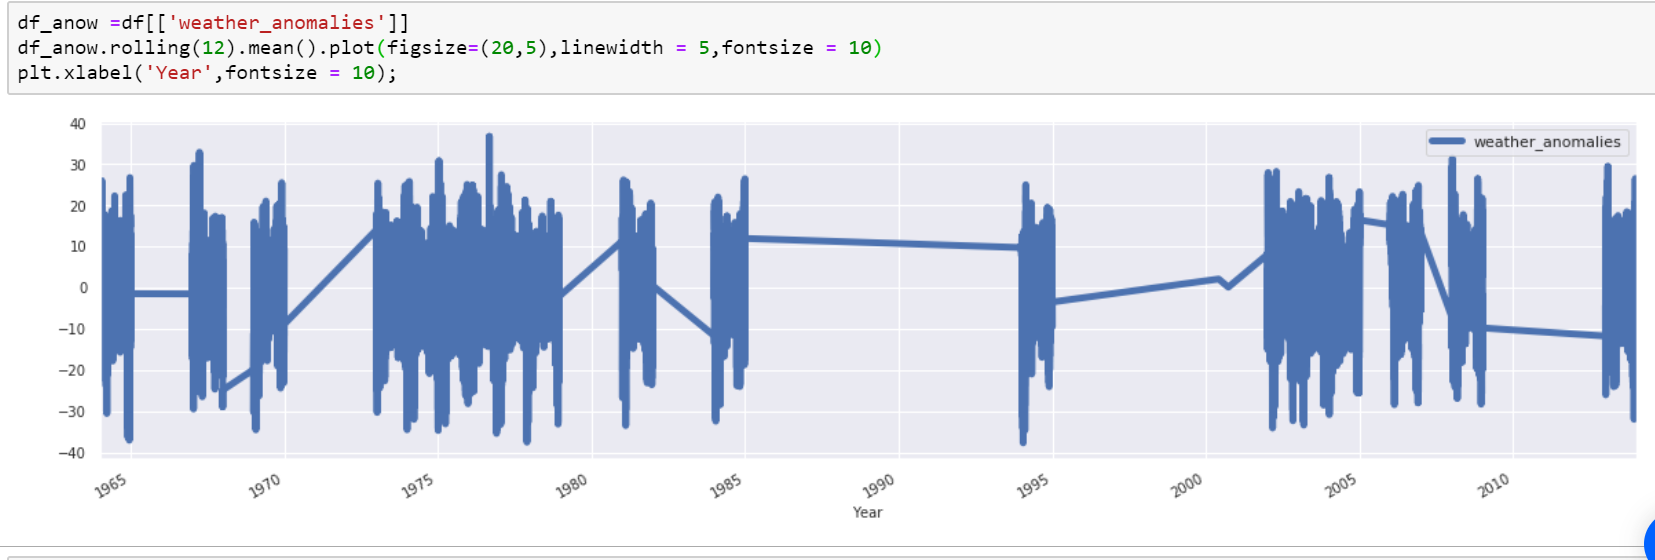 df_anow =df[['weather_anomalies']]
df_anow.rolling(12).mean().plot(figsize=(20,5),linewidth = 5,fontsize = 10)
plt.xlabel('Year',fontsize = 10);
weather_anomalies
40
30
20
10
0
−10
−20
−30
−40
1965 1970 1975 1980 1985 1990 1995 2000 2005 2010
Year